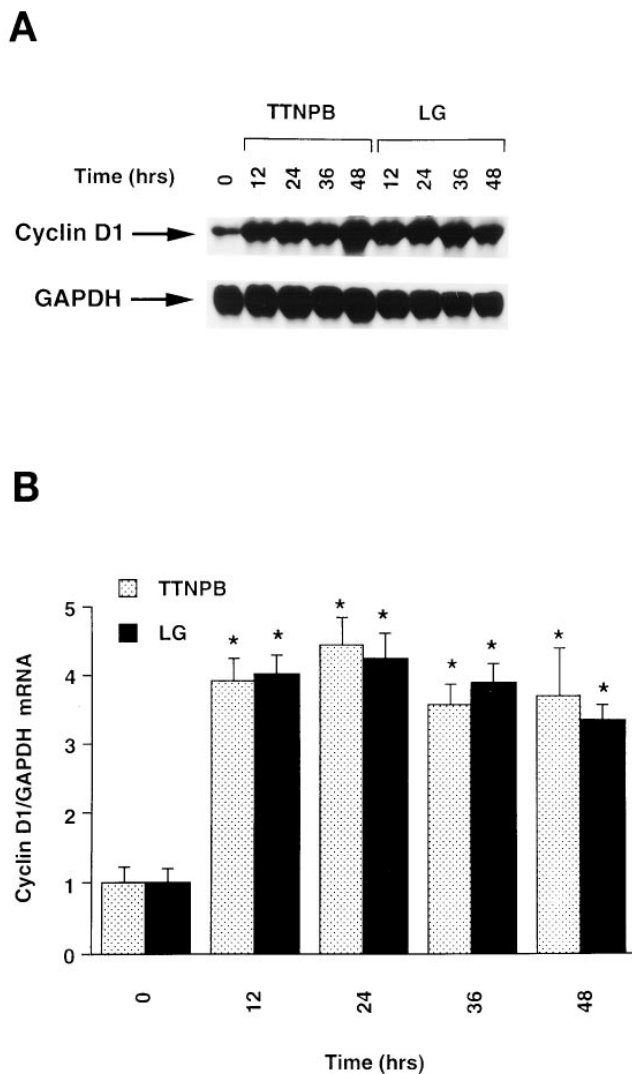 A
TTNPB LG
Time (hrs) 0 12 24 36 48 12 24 36 48
Cyclin D1
GAPDH
B
TTNPB
LG
Cyclin D1/GAPDH mRNA
5
4
3
2
1
0
* * * * * * * *
0 12 24 36 48
Time (hrs)